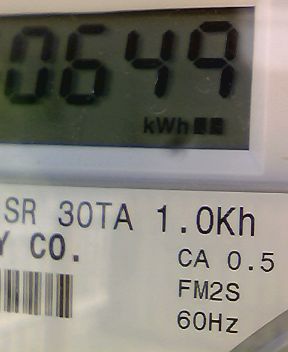 0649
kWh
SR 30TA 1.0Kh
Y CO.
CA 0.5
FM2S
60Hz